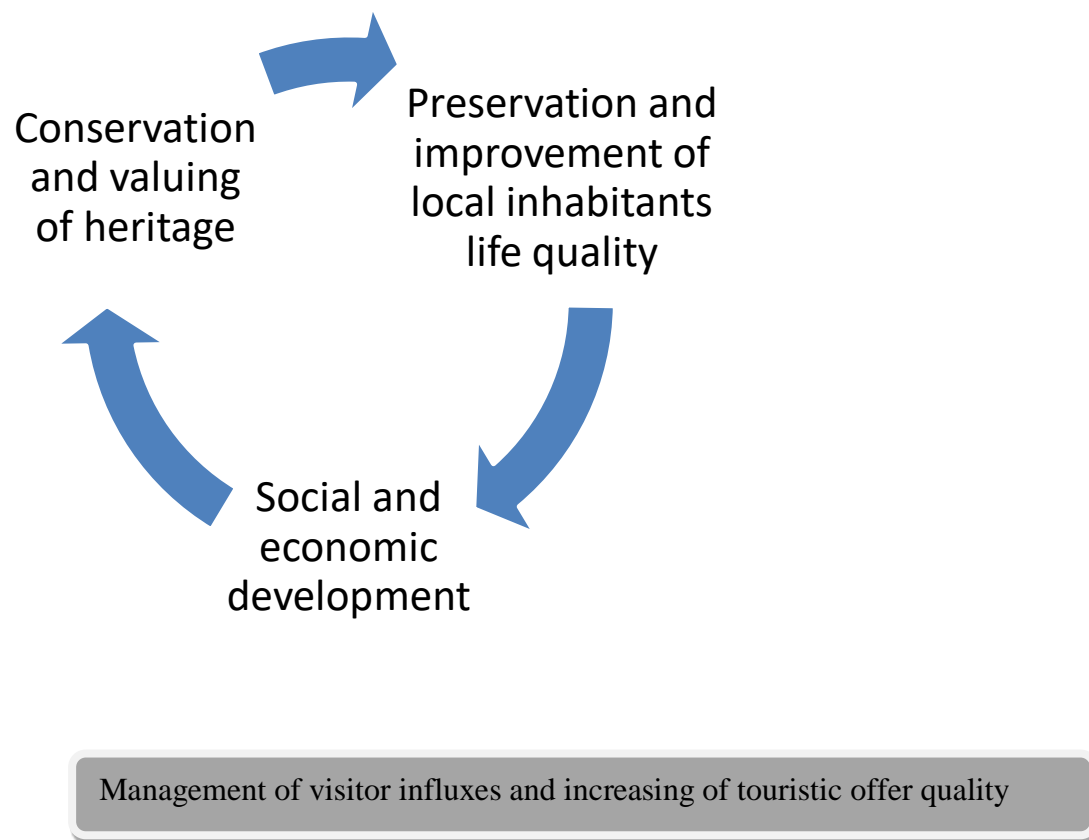 Conservation
and valuing
of heritage
Preservation and
improvement of
local inhabitants
life quality
Social and
economic
development
Management of visitor influxes and increasing of touristic offer quality